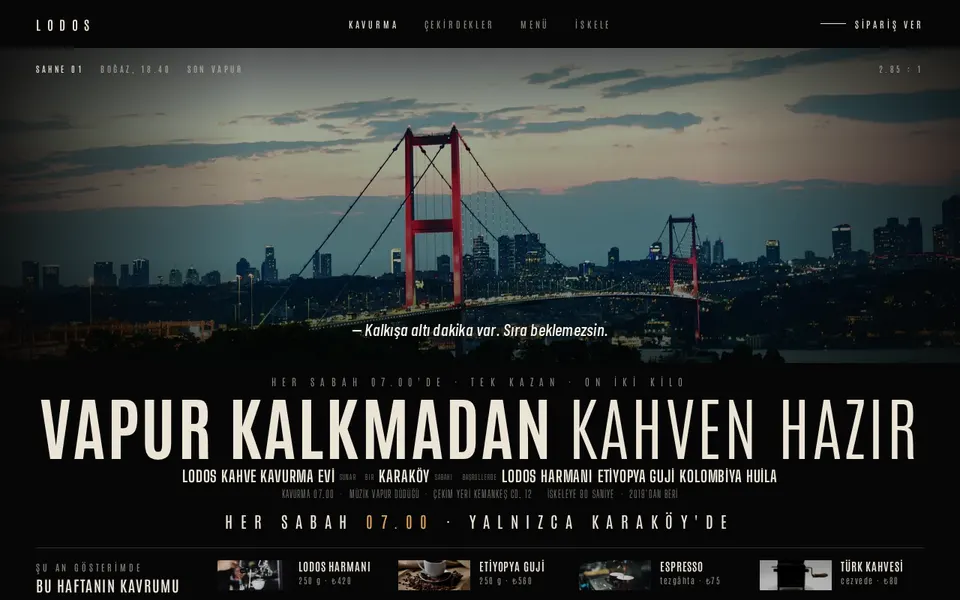 LODOS
KAVURMA ÇEKİRDEKLER MENÜ İSKELE
SİPARİŞ VER
SAHNE 01 BOĞAZ, 18.40 SON VAPUR
2.85 : 1
– Kalkışa altı dakika var. Sıra beklemezsin.
HER SABAH 07.00'DE · TEK KAZAN · ON İKİ KİLO
VAPUR KALKMADAN KAHVEN HAZIR
LODOS KAHVE KAVURMA EVİ SUNAR BİR KARAKÖY SABAHI BAŞROLLERDE LODOS HARMANI ETİYOPYA GUJİ KOLOMBİYA HUİLA
KAVURMA 07.00 · MÜZİK VAPUR DÜDÜĞÜ · ÇEKİM YERİ KEMANKEŞ CD. 12 · İSKELEYE 90 SANİYE · 2016'DAN BERİ
HER SABAH 07.00 · YALNIZCA KARAKÖY'DE
ŞU AN GÖSTERİMDE
BU HAFTANIN KAVRUMU
LODOS HARMANI
250 g · ₺420
ETİYOPYA GUJİ
250 g · ₺560
ESPRESSO
tezgâhta · ₺75
TÜRK KAHVESİ
cezvede · ₺80